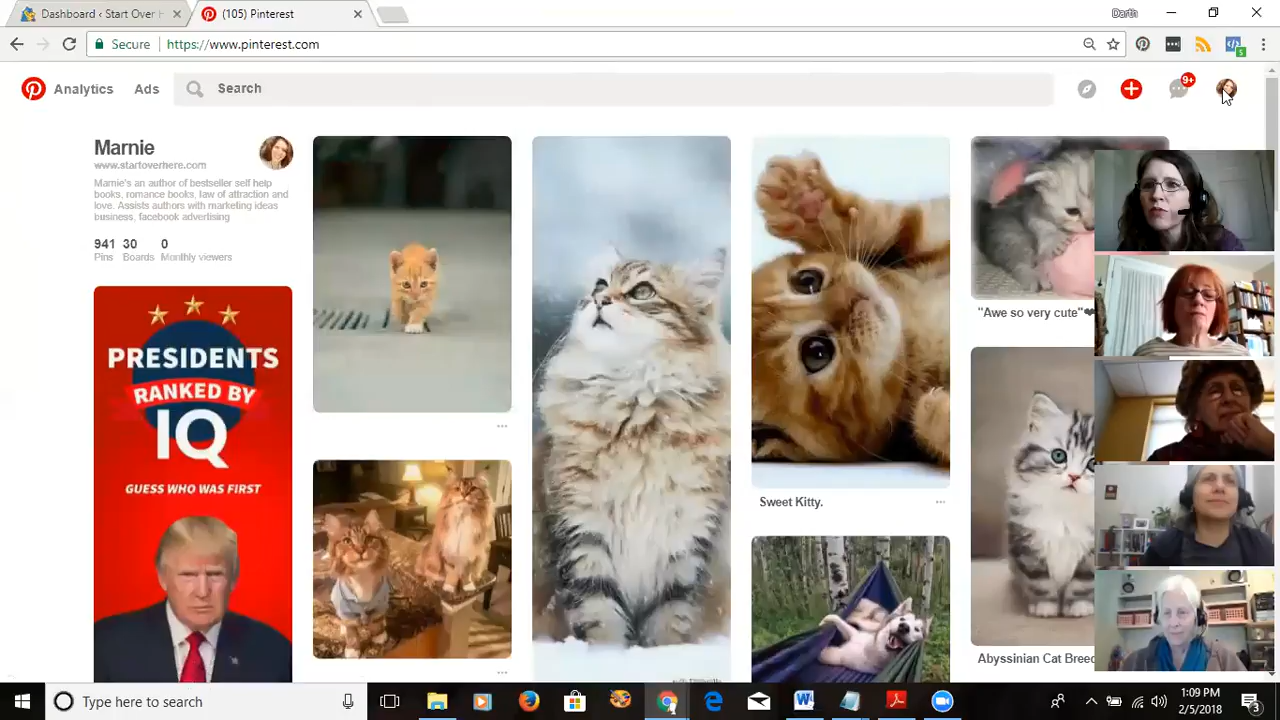 Dashboard ‹ Start Over H
(105) Pinterest
Darth
Secure
https://www.pinterest.com
5
Analytics
Ads
Search
9+
Marnie
www.startoverhere.com
Marnie's an author of bestseller self help
books, romance books, law of attraction and
love. Assists authors with marketing ideas
business, facebook advertising
941 30 0
Pins Boards Monthly viewers
PRESIDENTS
RANKED BY
IQ
GUESS WHO WAS FIRST
Sweet Kitty.
"Awe so very cute"❤
Abyssinian Cat Breed
Type here to search
1:09 PM
2/5/2018
3